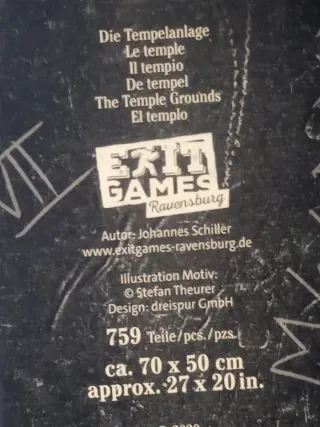 Die Tempelanlage
Le temple
Il tempio
De tempel
The Temple Grounds
El templo
EXIT
GAMES
Ravensburg
Autor: Johannes Schiller
www.exitgames-ravensburg.de
Illustration Motiv:
© Stefan Theurer
Design: dreispur GmbH
759 Teile/pcs./pzs.
ca. 70 x 50 cm
approx. 27 x 20 in.
VII